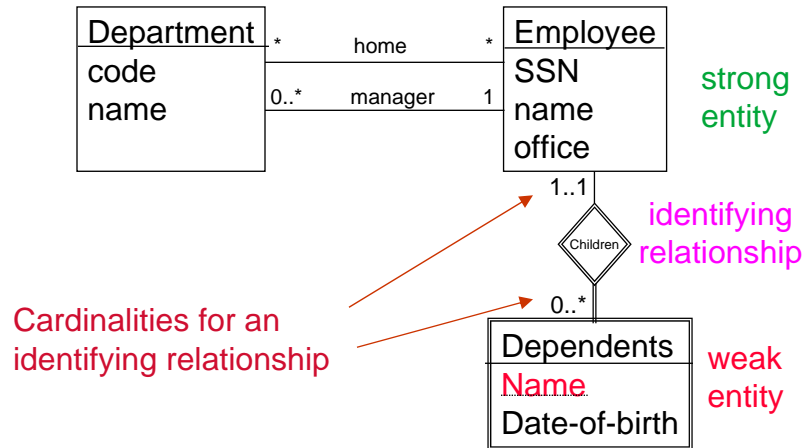 Department
code
name
* home *
0..* manager 1
Employee
SSN
name
office
strong
entity
1..1
Children
identifying
relationship
0..*
Cardinalities for an
identifying relationship
Dependents
Name
Date-of-birth
weak
entity